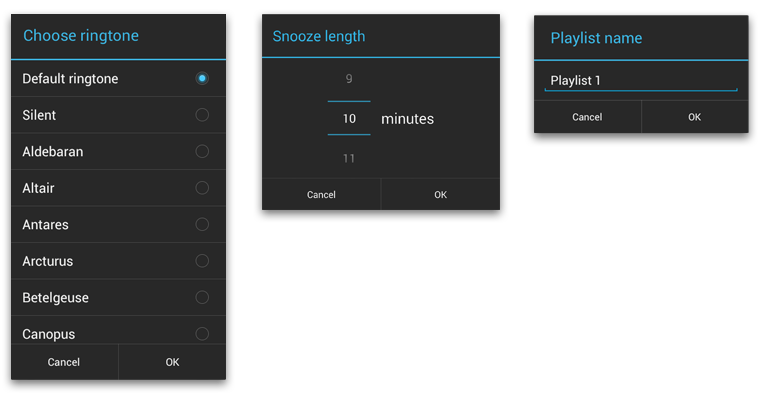 Choose ringtone
Default ringtone
Silent
Aldebaran
Altair
Antares
Arcturus
Betelgeuse
Canopus
Cancel OK
Snooze length
9
10 minutes
11
Cancel OK
Playlist name
Playlist 1
Cancel OK